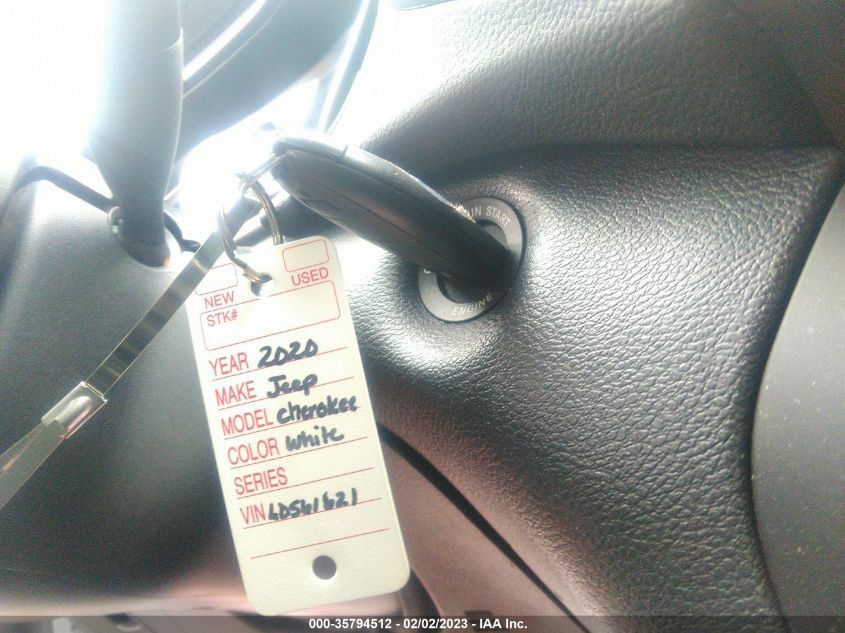 START
ENGINE
NEW USED
STK#
YEAR 2020
MAKE Jeep
MODEL Cherokee
COLOR White
SERIES
VIN LD561621
000-35794512 - 02/02/2023 - IAA Inc.